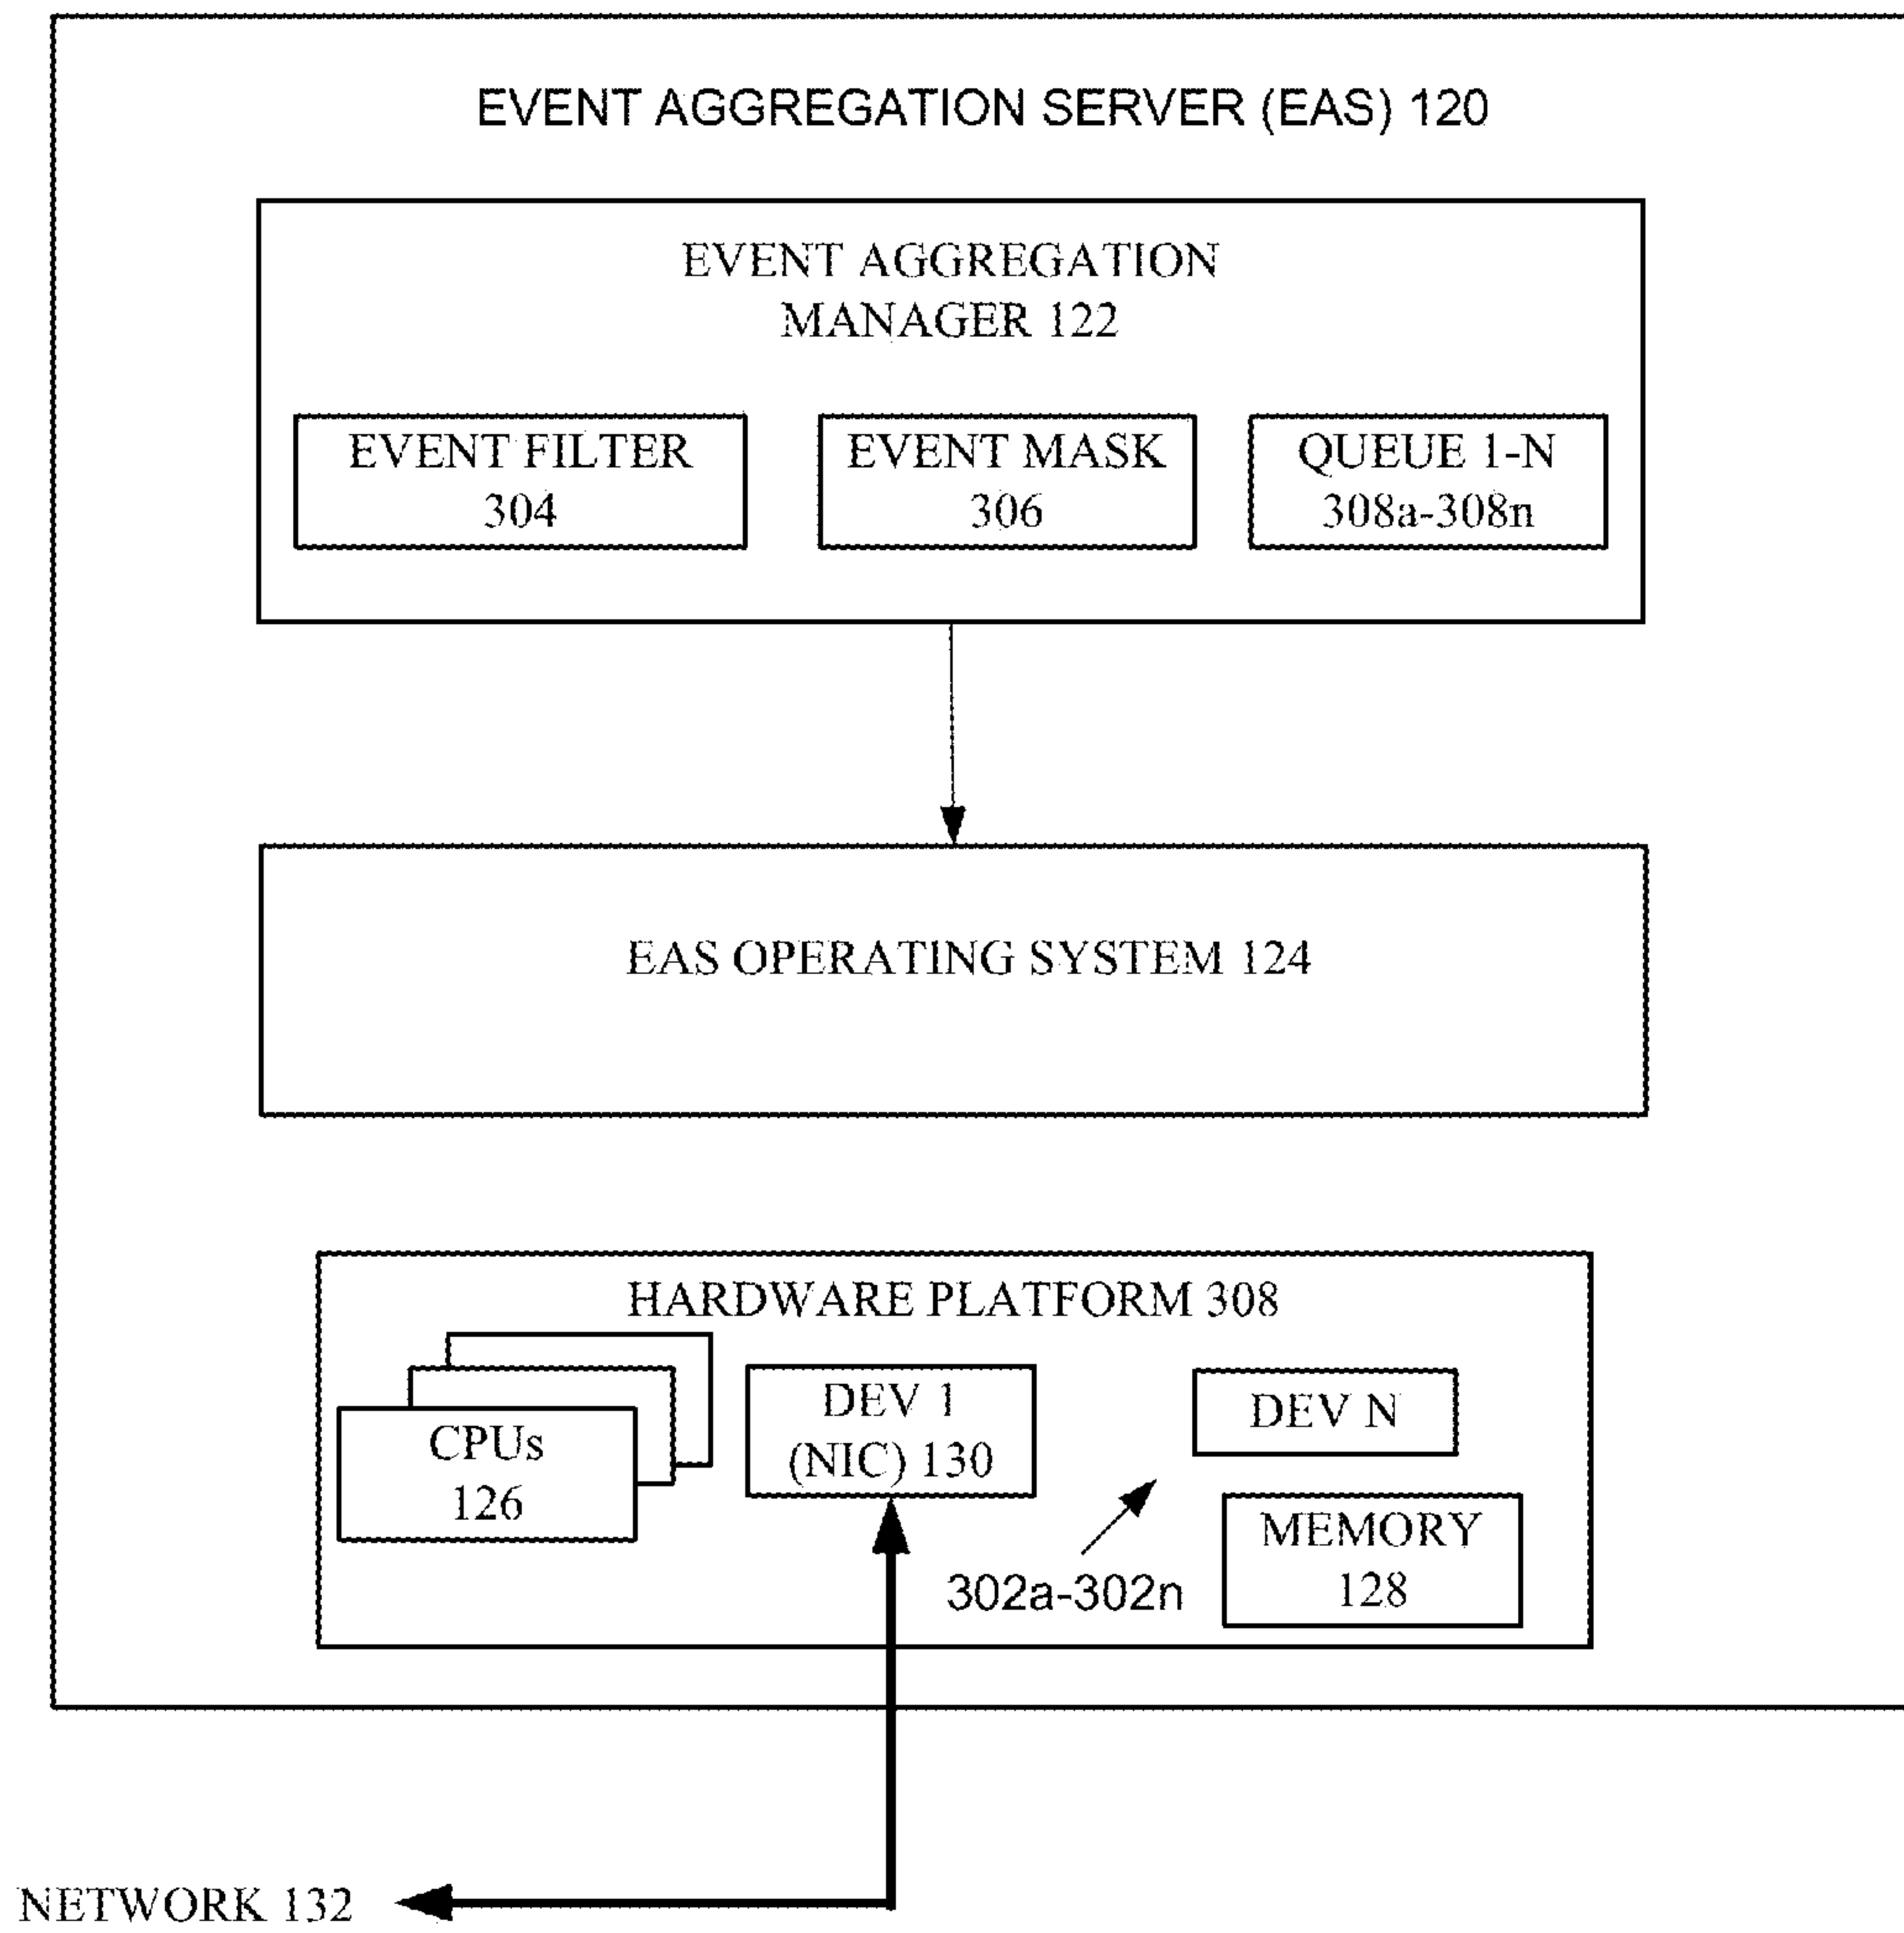 EVENT AGGREGATION SERVER (EAS) 120
EVENT AGGREGATION
MANAGER 122
EVENT FILTER
304
EVENT MASK
306
QUEUE 1-N
308a-308n
EAS OPERATING SYSTEM 124
HARDWARE PLATFORM 308
CPUs
126
DEV 1
(NIC) 130
DEV N
302a-302n
MEMORY
128
NETWORK 132